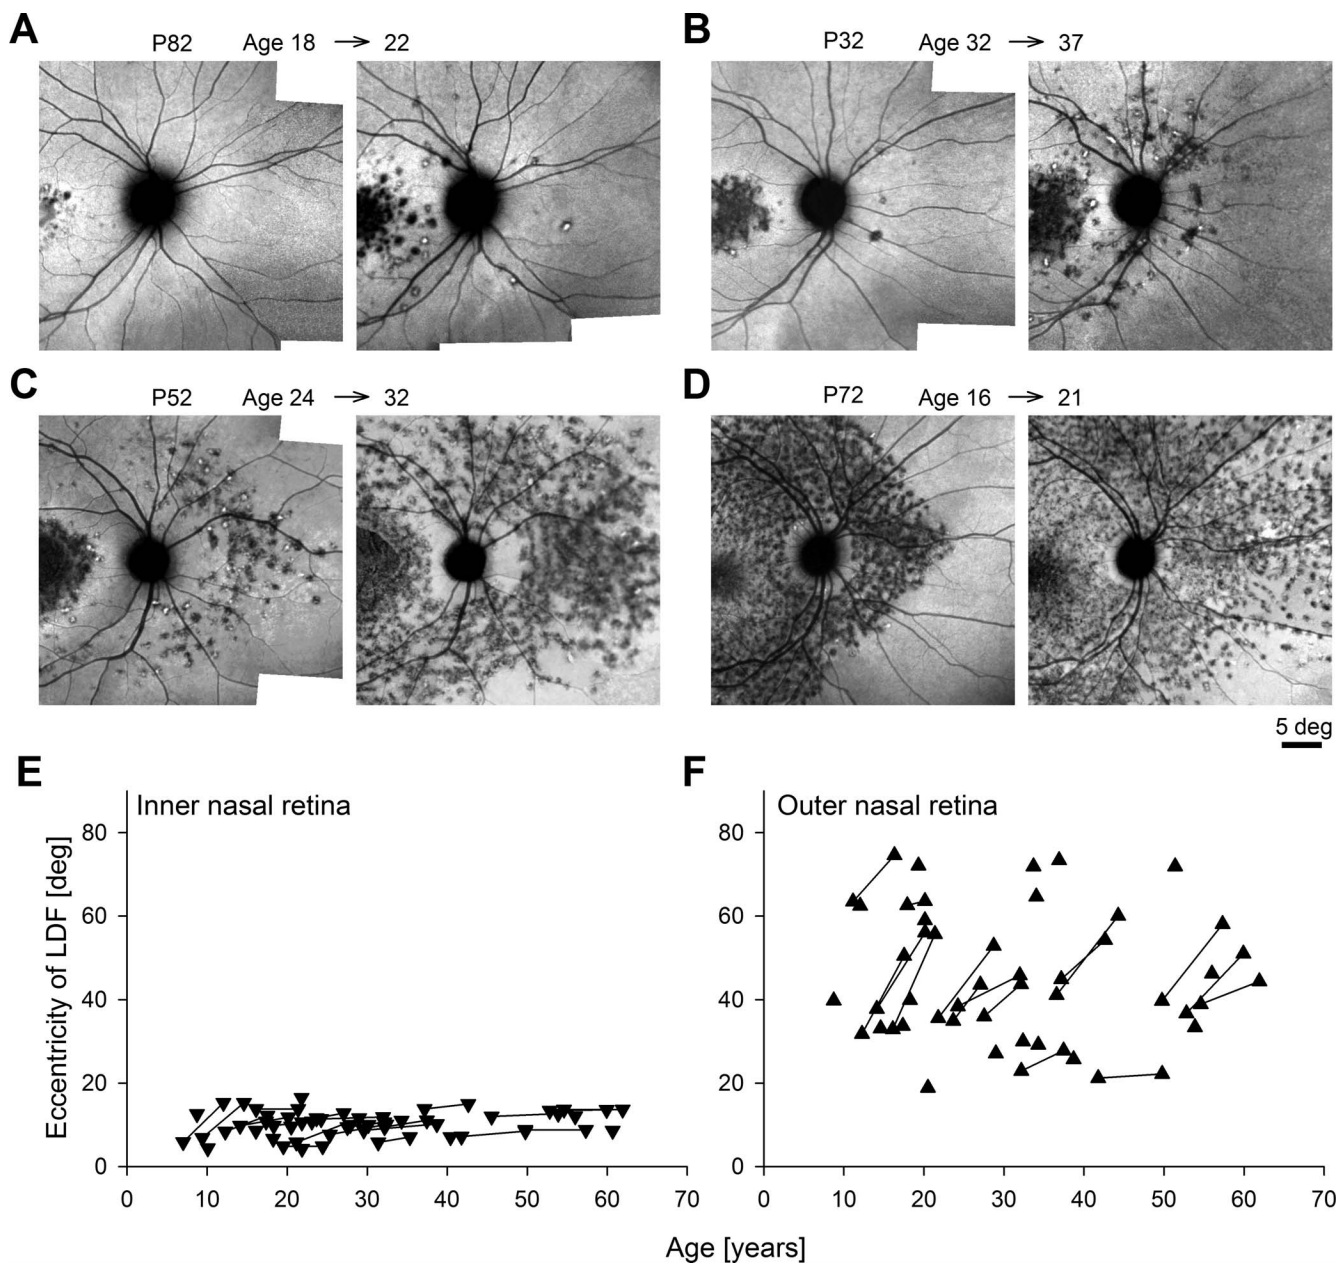 A
P82 Age 18 → 22
B
P32 Age 32 → 37
C
P52 Age 24 → 32
D
P72 Age 16 → 21
5 deg
E
Inner nasal retina
Eccentricity of LDF [deg]
80
60
40
20
0
0 10 20 30 40 50 60 70
F
Outer nasal retina
80
60
40
20
0
0 10 20 30 40 50 60 70
Age [years]